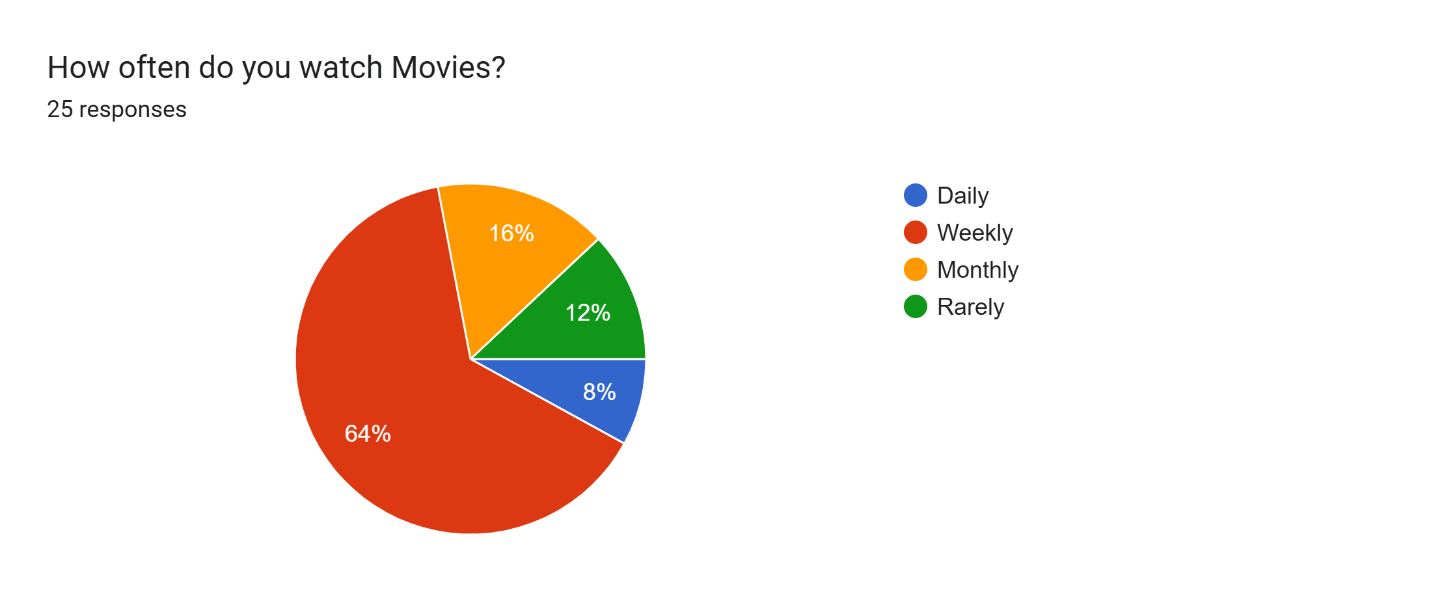 How often do you watch Movies?
25 responses
16%
12%
8%
64%
Daily
Weekly
Monthly
Rarely